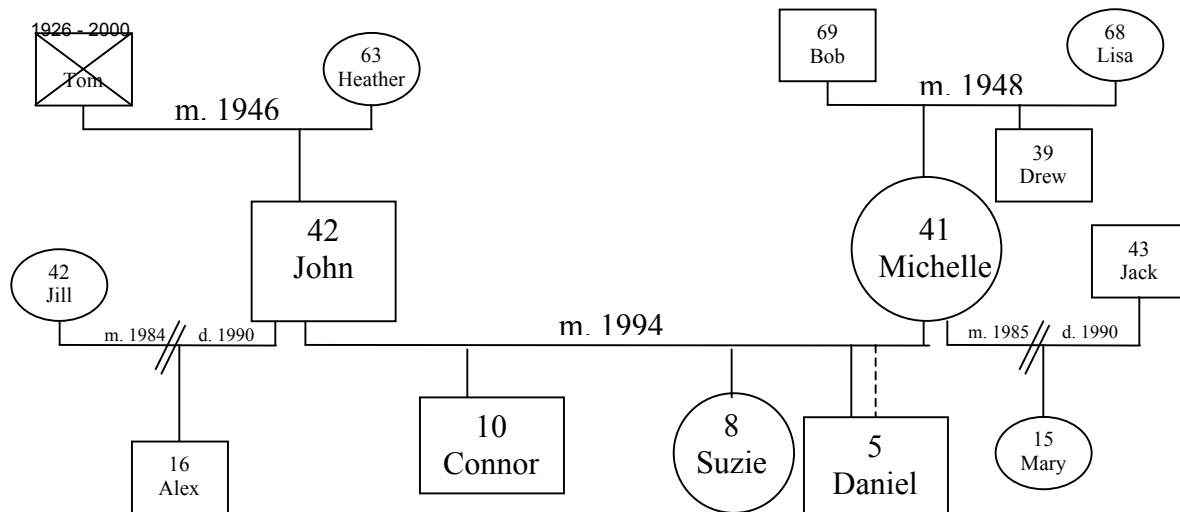 1926 - 2000
Tom
63
Heather
m. 1946
69
Bob
68
Lisa
m. 1948
39
Drew
42
John
41
Michelle
42
Jill
43
Jack
m. 1984
d. 1990
m. 1994
m. 1985
d. 1990
16
Alex
10
Connor
8
Suzie
5
Daniel
15
Mary